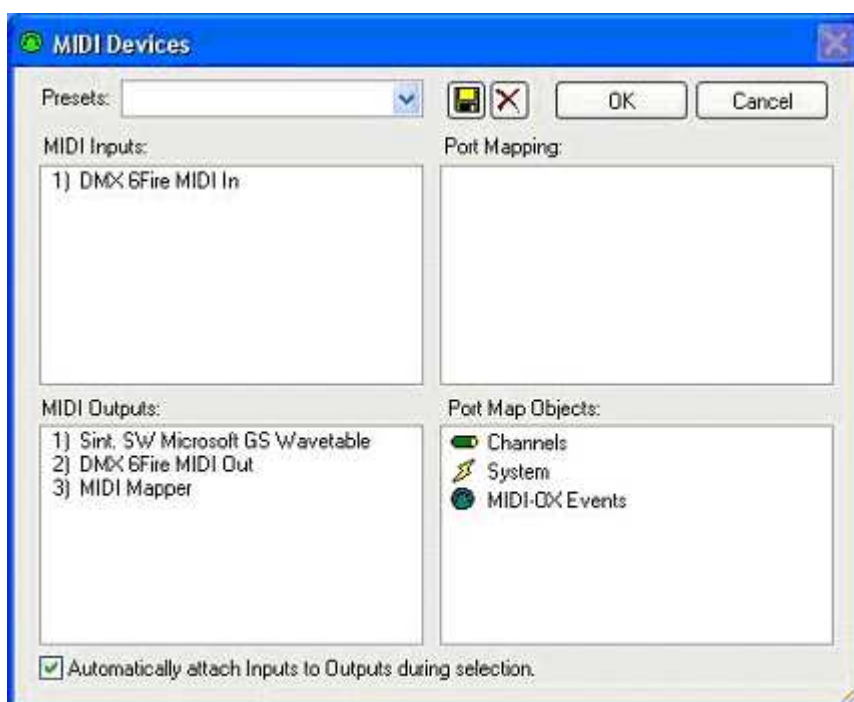 MIDI Devices
Presets:
OK
Cancel
MIDI Inputs:
Port Mapping:
1) DMX 6Fire MIDI In
MIDI Outputs:
Port Map Objects:
1) Sint. SW Microsoft GS Wavetable
2) DMX 6Fire MIDI Out
3) MIDI Mapper
Channels
System
MIDI-OX Events
Automatically attach Inputs to Outputs during selection.